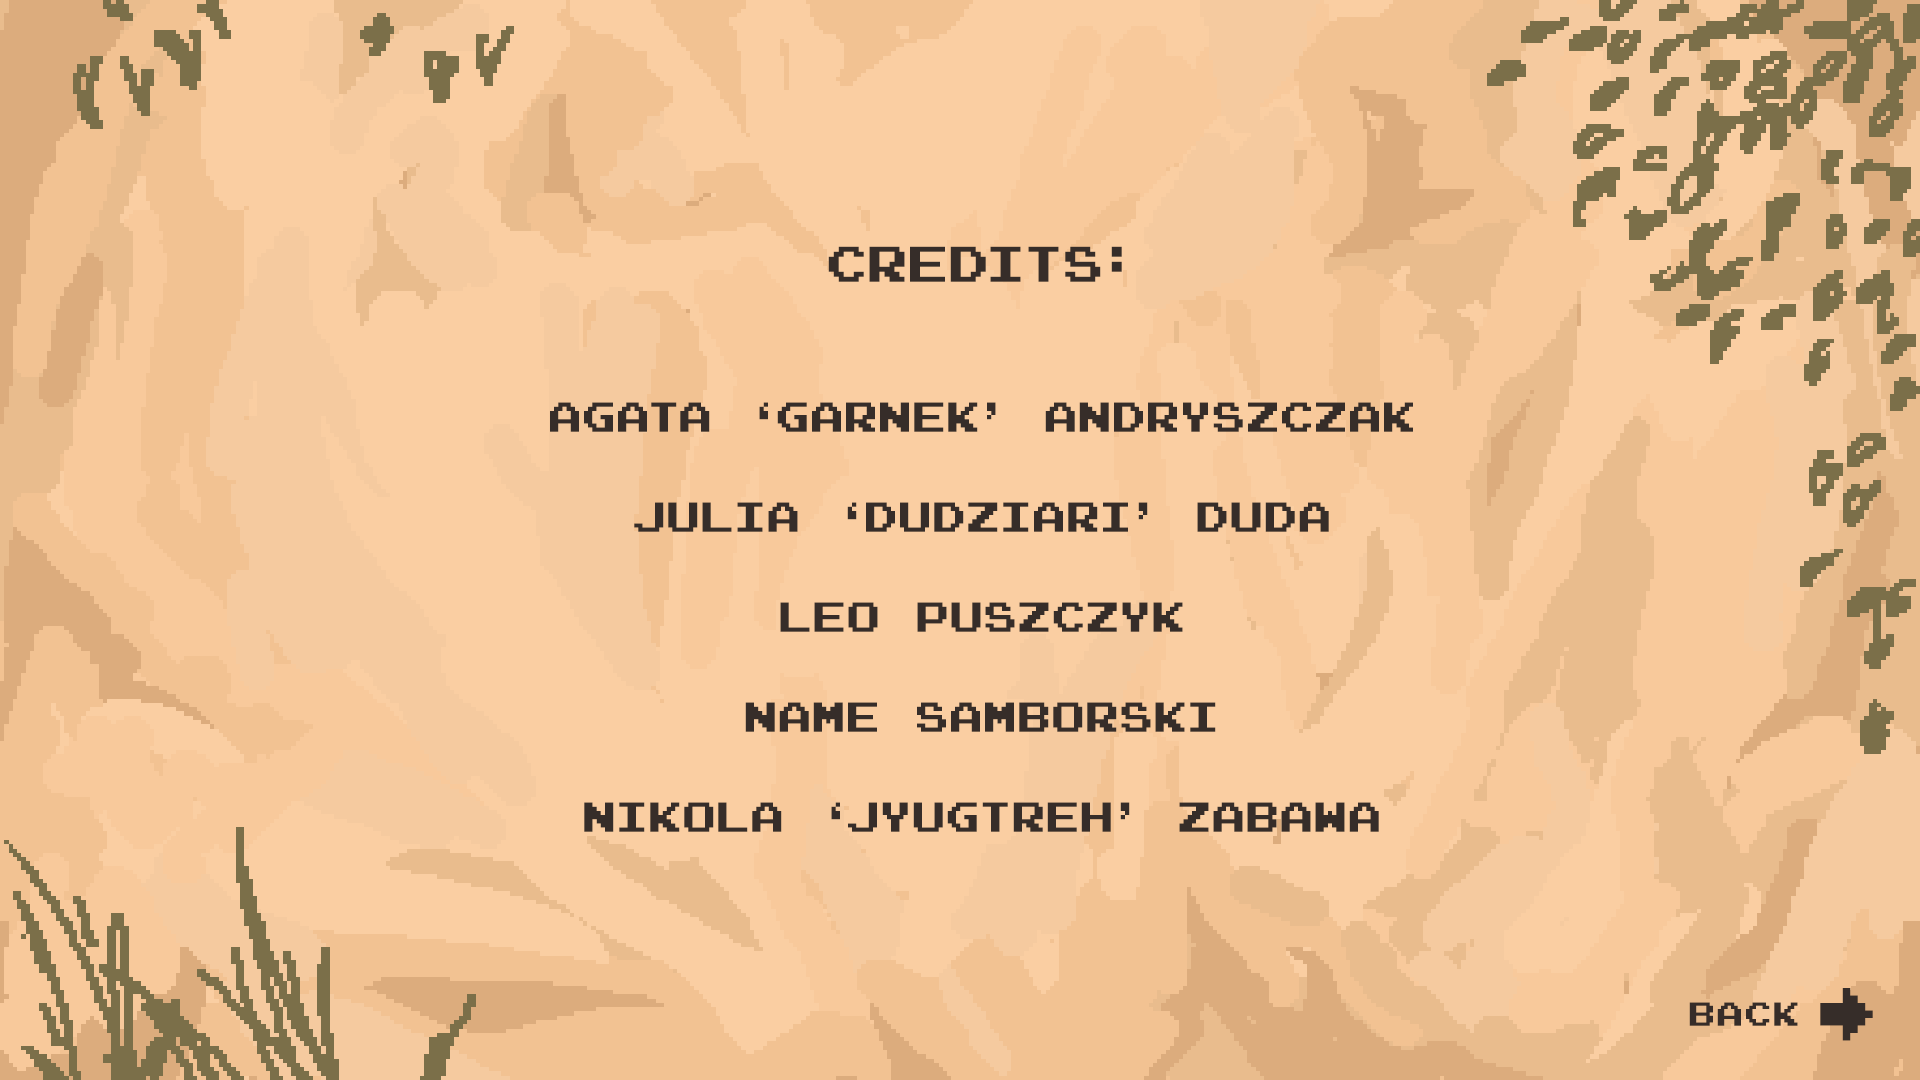 CREDITS:
AGATA ‘GARNEK’ ANDRYSZCZAK
JULIA ‘DUDZIARI’ DUDA
LEO PUSZCZYK
NAME SAMBORSKI
NIKOLA ‘JYUGTREH’ ZABAWA
BACK